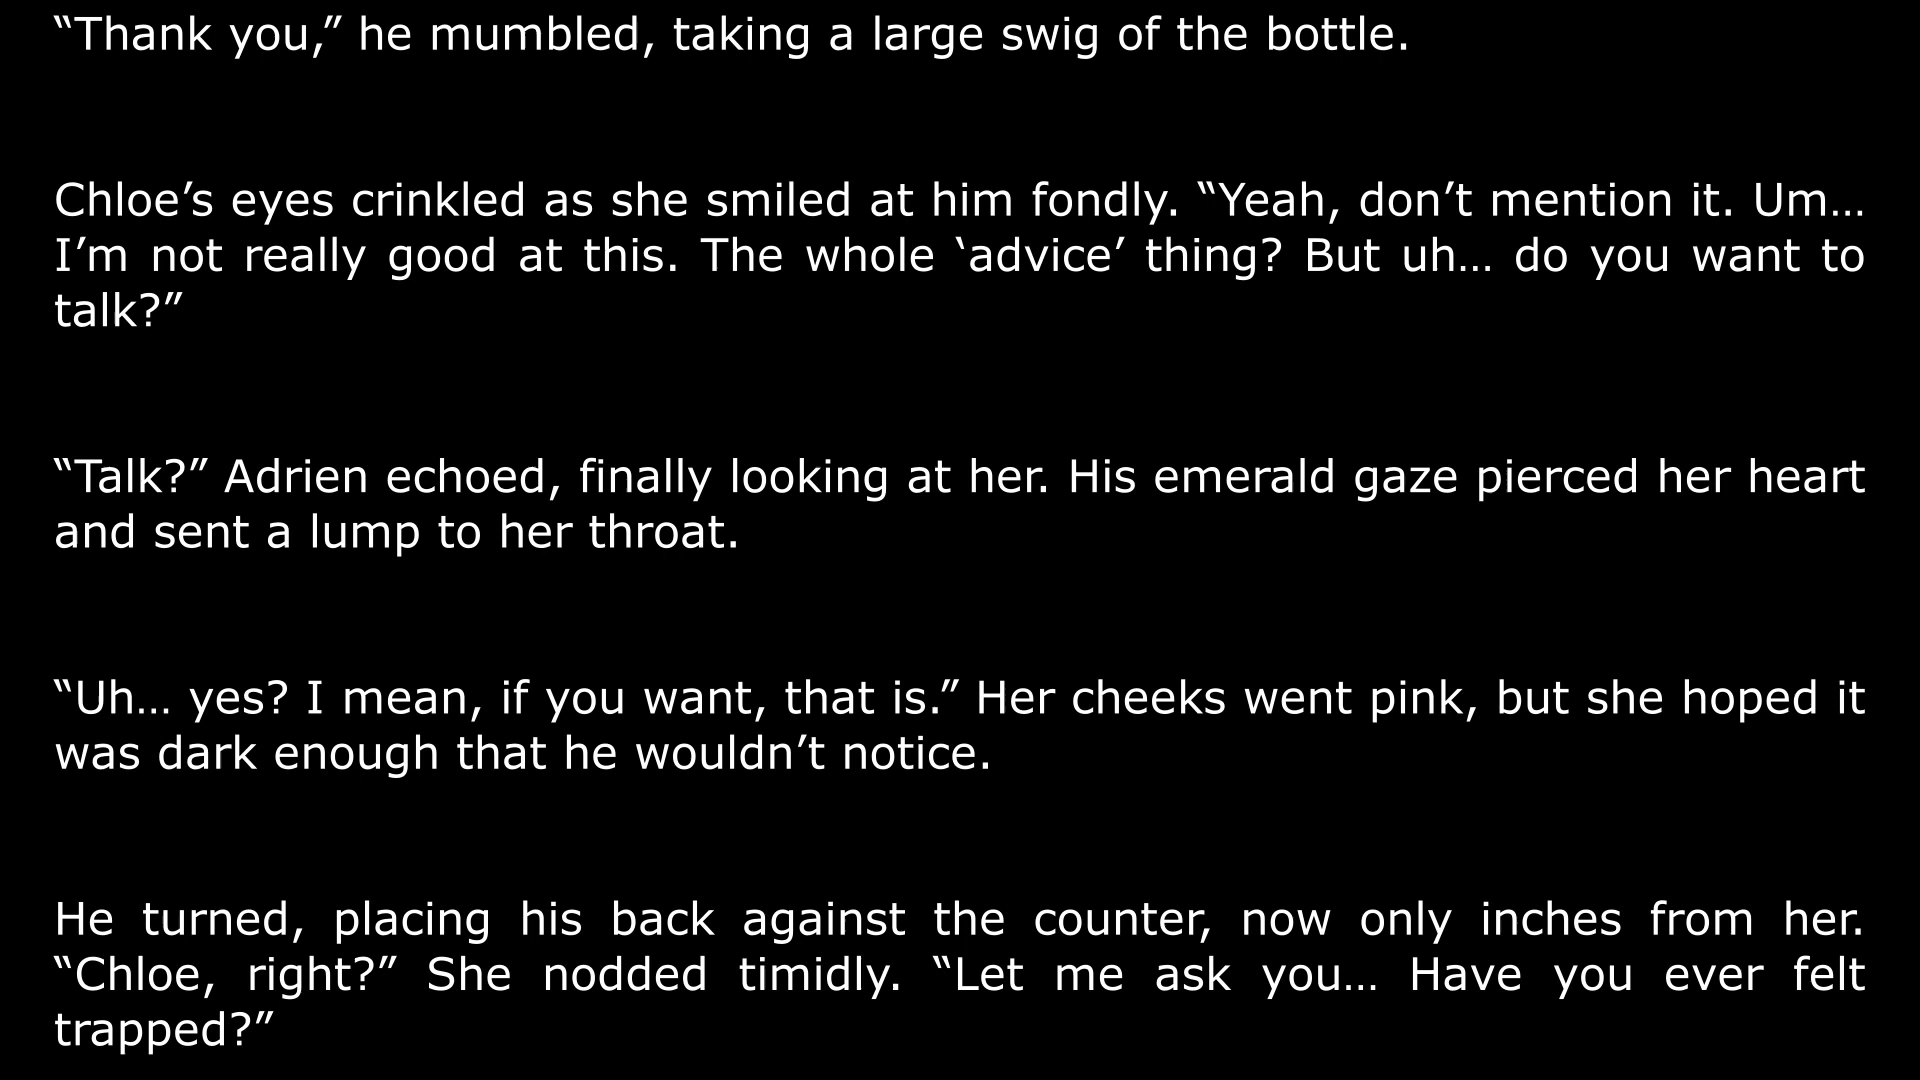 “Thank you,” he mumbled, taking a large swig of the bottle.
Chloe’s eyes crinkled as she smiled at him fondly. “Yeah, don’t mention it. Um…
I’m not really good at this. The whole ‘advice’ thing? But uh… do you want to
talk?”
“Talk?” Adrien echoed, finally looking at her. His emerald gaze pierced her heart
and sent a lump to her throat.
“Uh… yes? I mean, if you want, that is.” Her cheeks went pink, but she hoped it
was dark enough that he wouldn’t notice.
He turned, placing his back against the counter, now only inches from her.
“Chloe, right?” She nodded timidly. “Let me ask you… Have you ever felt
trapped?”